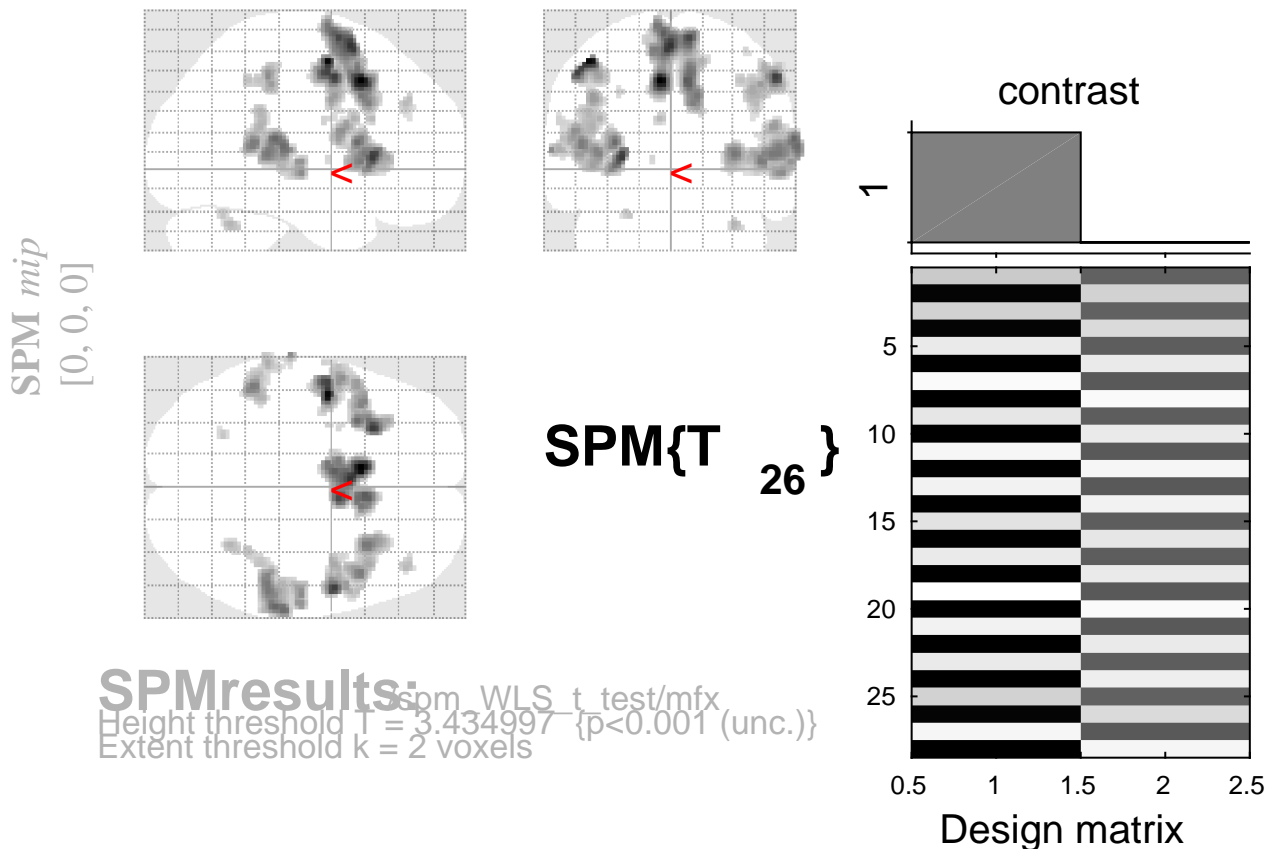 SPM mip
[0, 0, 0]
<
<
<
SPM{T 26 }
SPMresults: ./spm_WLS_t_test/mfx
Height threshold T = 3.434997 {p<0.001 (unc.)}
Extent threshold k = 2 voxels
contrast
1
5
10
15
20
25
0.5 1 1.5 2 2.5
Design matrix